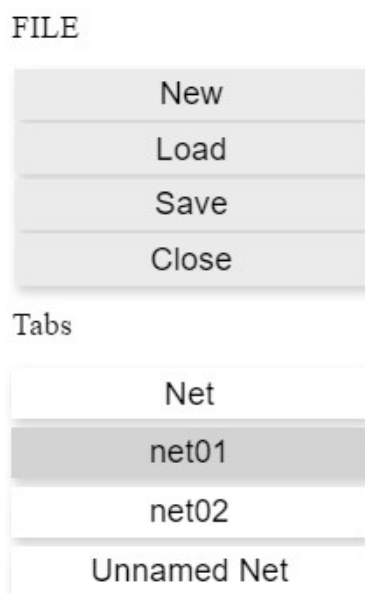 FILE
New
Load
Save
Close
Tabs
Net
net01
net02
Unnamed Net